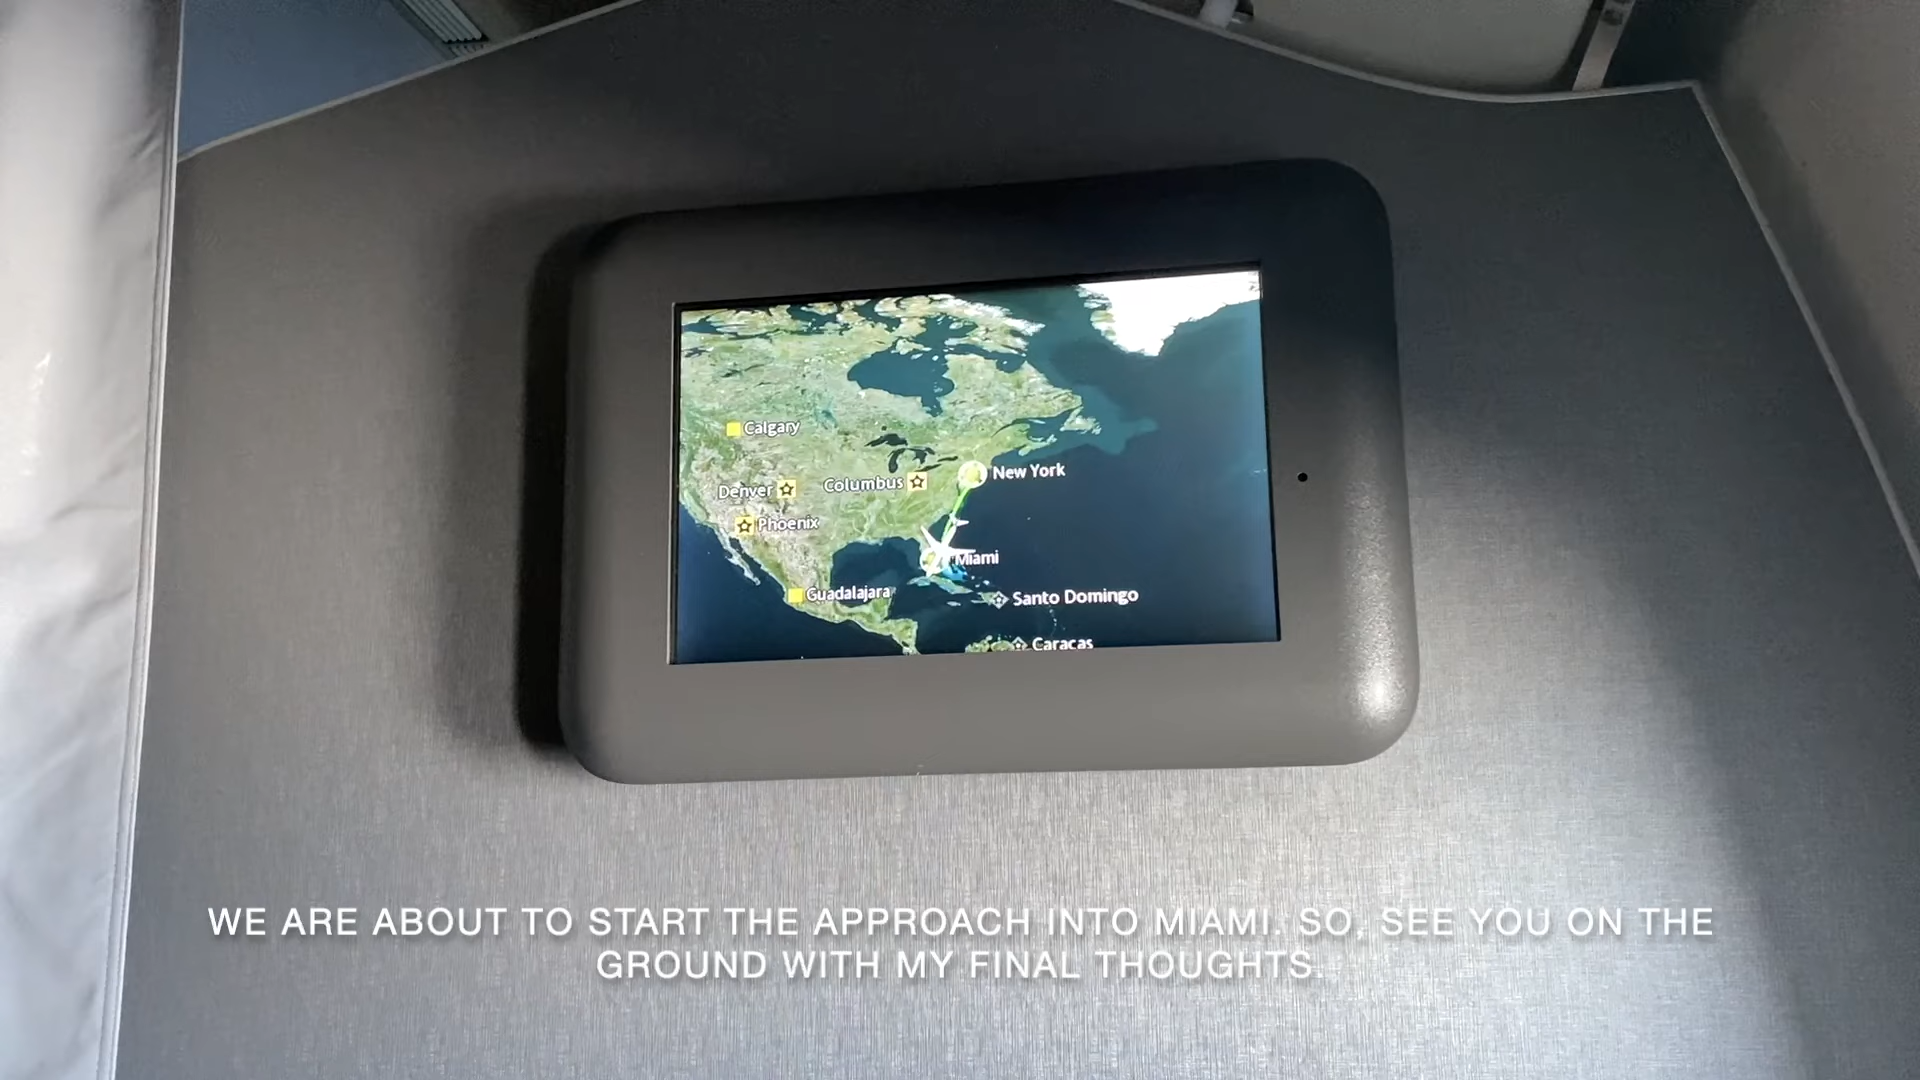 Calgary
New York
Denver
Columbus
Phoenix
Miami
Guadalajara
Santo Domingo
Caracas
WE ARE ABOUT TO START THE APPROACH INTO MIAMI. SO, SEE YOU ON THE
GROUND WITH MY FINAL THOUGHTS.